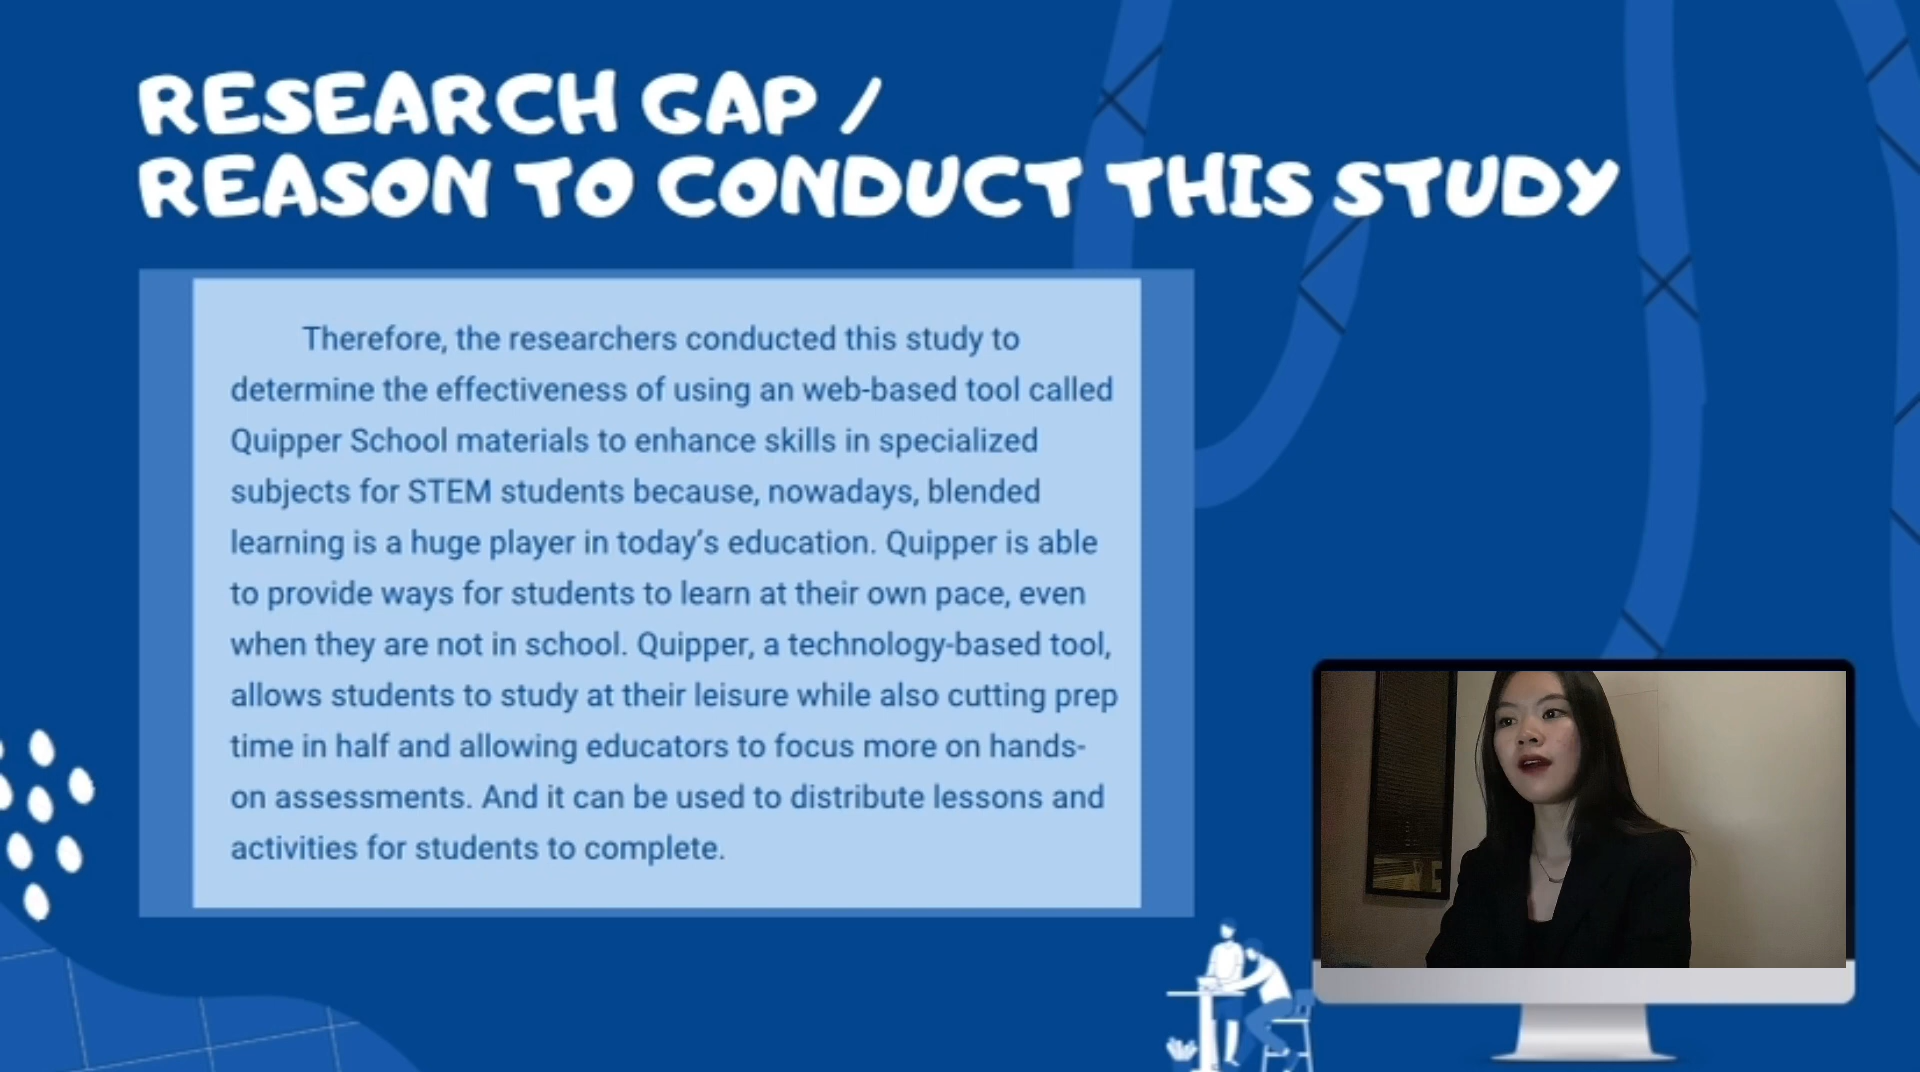 RESEARCH GAP /
REASON TO CONDUCT THIS STUDY
Therefore, the researchers conducted this study to
determine the effectiveness of using an web-based tool called
Quipper School materials to enhance skills in specialized
subjects for STEM students because, nowadays, blended
learning is a huge player in today’s education. Quipper is able
to provide ways for students to learn at their own pace, even
when they are not in school. Quipper, a technology-based tool,
allows students to study at their leisure while also cutting prep
time in half and allowing educators to focus more on hands-
on assessments. And it can be used to distribute lessons and
activities for students to complete.